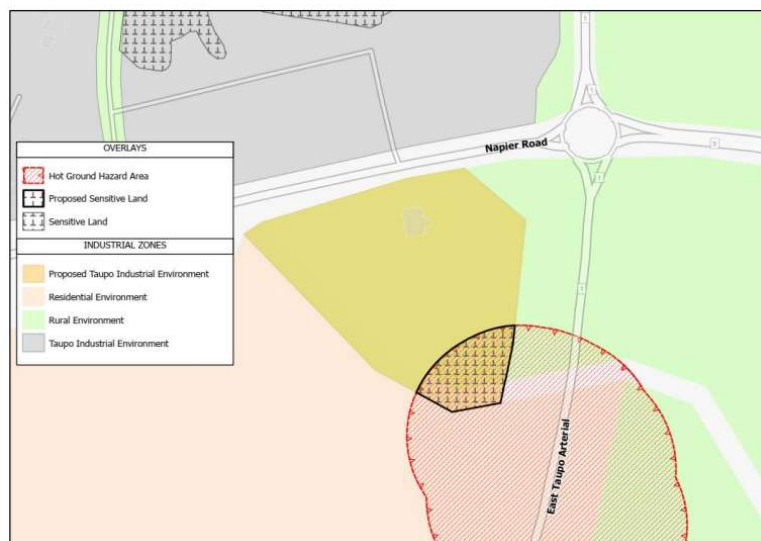 Napier Road
OVERLAYS
Hot Ground Hazard Area
Proposed Sensitive Land
Sensitive Land
INDUSTRIAL ZONES
Proposed Taupo Industrial Environment
Residential Environment
Rural Environment
Taupo Industrial Environment
East Taupo Arterial